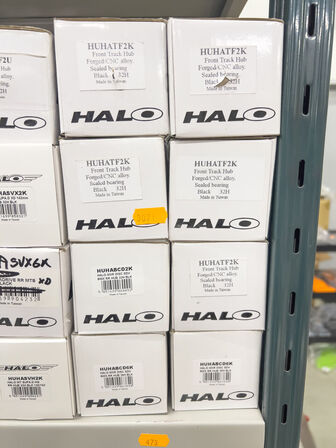 F2U
HALO
HUHATF2K
Front Track Hub
Forged/CNC alloy.
Sealed bearing
Black 32H
Made in Taiwan
HALO
HUHATF2K
Front Track Hub
Forged/CNC alloy.
Sealed bearing.
Black 32H
Made in Taiwan
HALO
HUHATF2K
Front Track Hub
Forged/CNC alloy.
Sealed bearing
Black 32H
Made in Taiwan
HALO
HUHATF2K
Front Track Hub
Forged/CNC alloy.
Sealed bearing
Black 32H
Made in Taiwan
HALO
HALO
HUHABCD2K
HALO
HUHATF2K
Front Track Hub
Forged/CNC alloy.
Sealed bearing
Black 32H
Made in Taiwan
HALO
HALO
HUHABCD6K
HALO
HUHABCD6K
HALO
473